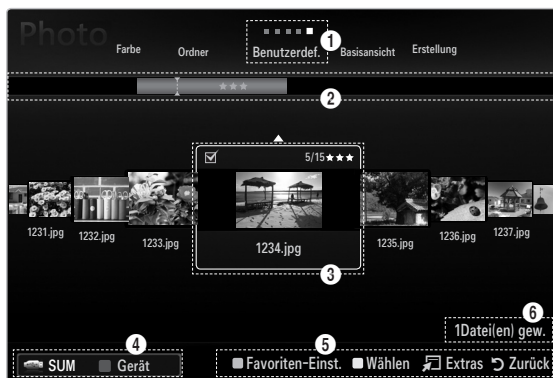 Photo
Farbe Ordner Benutzerdef. Basisansicht Erstellung
1
★★★
2
5/15★★★
1234.jpg
1231.jpg 1232.jpg 1233.jpg 1235.jpg 1236.jpg 1237.jpg
3
6
1Datei(en) gew.
4 5
SUM Gerät Favoriten-Einst. Wählen Extras Zurück